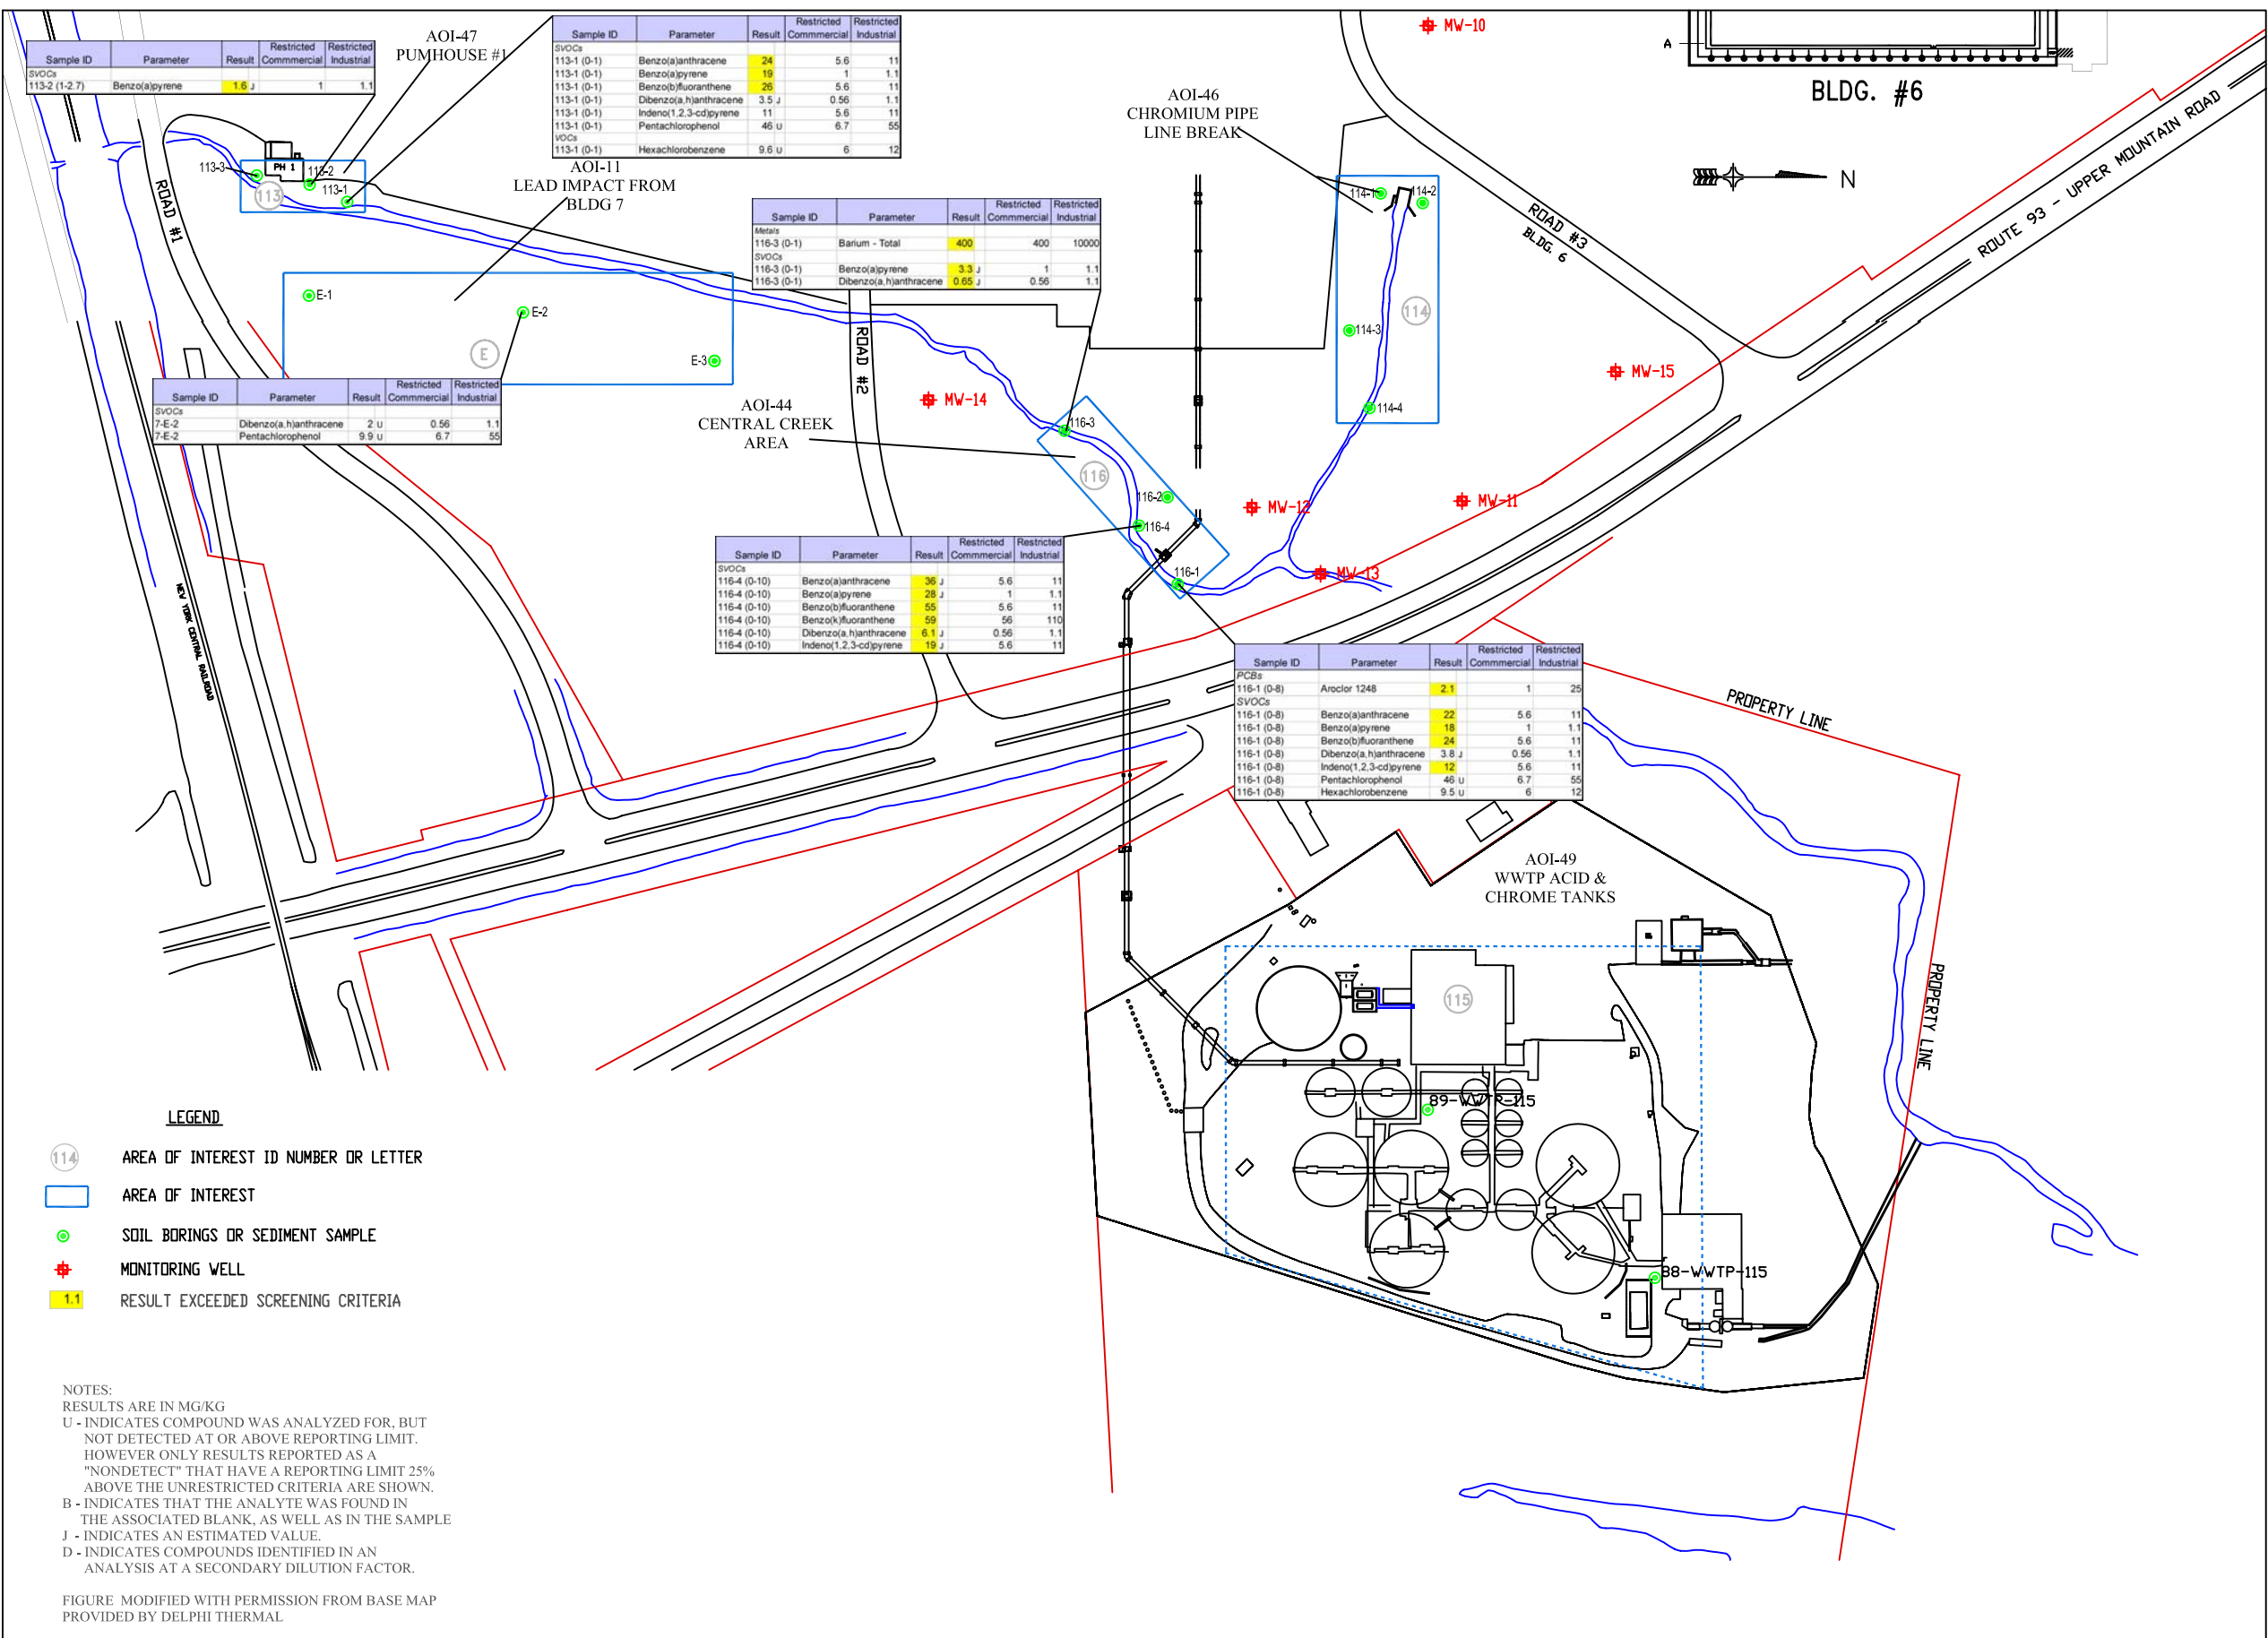 AOI-47
PUMHOUSE #1
Sample ID Parameter Result Restricted Commmercial Restricted Industrial
SVOCs
113-2 (1-2.7) Benzo(a)pyrene 1.6 J 1 1.1
Sample ID Parameter Result Restricted Commmercial Restricted Industrial
SVOCs
113-1 (0-1) Benzo(a)anthracene 24 5.6 11
113-1 (0-1) Benzo(a)pyrene 19 1 1.1
113-1 (0-1) Benzo(b)fluoranthene 26 5.6 11
113-1 (0-1) Dibenzo(a,h)anthracene 3.5 J 0.56 1.1
113-1 (0-1) Indeno(1,2,3-cd)pyrene 11 5.6 11
113-1 (0-1) Pentachlorophenol 46 U 6.7 55
VOCs
113-1 (0-1) Hexachlorobenzene 9.6 U 6 12
MW-10
A
BLDG. #6
AOI-46
CHROMIUM PIPE
LINE BREAK
N
ROUTE 93 - UPPER MOUNTAIN ROAD
ROAD #3
BLDG. 6
113-3
PH 1
113-2
113-1
113
ROAD #1
AOI-11
LEAD IMPACT FROM
BLDG 7
Sample ID Parameter Result Restricted Commmercial Restricted Industrial
Metals
116-3 (0-1) Barium - Total 400 400 10000
SVOCs
116-3 (0-1) Benzo(a)pyrene 3.3 J 1 1.1
116-3 (0-1) Dibenzo(a,h)anthracene 0.65 J 0.56 1.1
114-1
114-2
114
114-3
114-4
E-1
E-2
E
E-3
ROAD #2
MW-14
MW-15
Sample ID Parameter Result Restricted Commmercial Restricted Industrial
SVOCs
7-E-2 Dibenzo(a,h)anthracene 2 U 0.56 1.1
7-E-2 Pentachlorophenol 9.9 U 6.7 55
AOI-44
CENTRAL CREEK
AREA
116-3
116
116-2
116-4
116-1
MW-12
MW-11
MW-13
Sample ID Parameter Result Restricted Commmercial Restricted Industrial
SVOCs
116-4 (0-10) Benzo(a)anthracene 36 J 5.6 11
116-4 (0-10) Benzo(a)pyrene 28 J 1 1.1
116-4 (0-10) Benzo(b)fluoranthene 55 5.6 11
116-4 (0-10) Benzo(k)fluoranthene 59 56 110
116-4 (0-10) Dibenzo(a,h)anthracene 6.1 J 0.56 1.1
116-4 (0-10) Indeno(1,2,3-cd)pyrene 19 J 5.6 11
NEW YORK CENTRAL RAILROAD
Sample ID Parameter Result Restricted Commmercial Restricted Industrial
PCBs
116-1 (0-8) Aroclor 1248 2.1 1 25
SVOCs
116-1 (0-8) Benzo(a)anthracene 22 5.6 11
116-1 (0-8) Benzo(a)pyrene 18 1 1.1
116-1 (0-8) Benzo(b)fluoranthene 24 5.6 11
116-1 (0-8) Dibenzo(a,h)anthracene 3.8 J 0.56 1.1
116-1 (0-8) Indeno(1,2,3-cd)pyrene 12 5.6 11
116-1 (0-8) Pentachlorophenol 46 U 6.7 55
116-1 (0-8) Hexachlorobenzene 9.5 U 6 12
PROPERTY LINE
PROPERTY LINE
AOI-49
WWTP ACID &
CHROME TANKS
115
89-WWTP-115
88-WWTP-115
LEGEND
114 AREA OF INTEREST ID NUMBER OR LETTER
AREA OF INTEREST
SOIL BORINGS OR SEDIMENT SAMPLE
MONITORING WELL
1.1 RESULT EXCEEDED SCREENING CRITERIA
NOTES:
RESULTS ARE IN MG/KG
U - INDICATES COMPOUND WAS ANALYZED FOR, BUT
NOT DETECTED AT OR ABOVE REPORTING LIMIT.
HOWEVER ONLY RESULTS REPORTED AS A
"NONDETECT" THAT HAVE A REPORTING LIMIT 25%
ABOVE THE UNRESTRICTED CRITERIA ARE SHOWN.
B - INDICATES THAT THE ANALYTE WAS FOUND IN
THE ASSOCIATED BLANK, AS WELL AS IN THE SAMPLE
J - INDICATES AN ESTIMATED VALUE.
D - INDICATES COMPOUNDS IDENTIFIED IN AN
ANALYSIS AT A SECONDARY DILUTION FACTOR.
FIGURE MODIFIED WITH PERMISSION FROM BASE MAP
PROVIDED BY DELPHI THERMAL